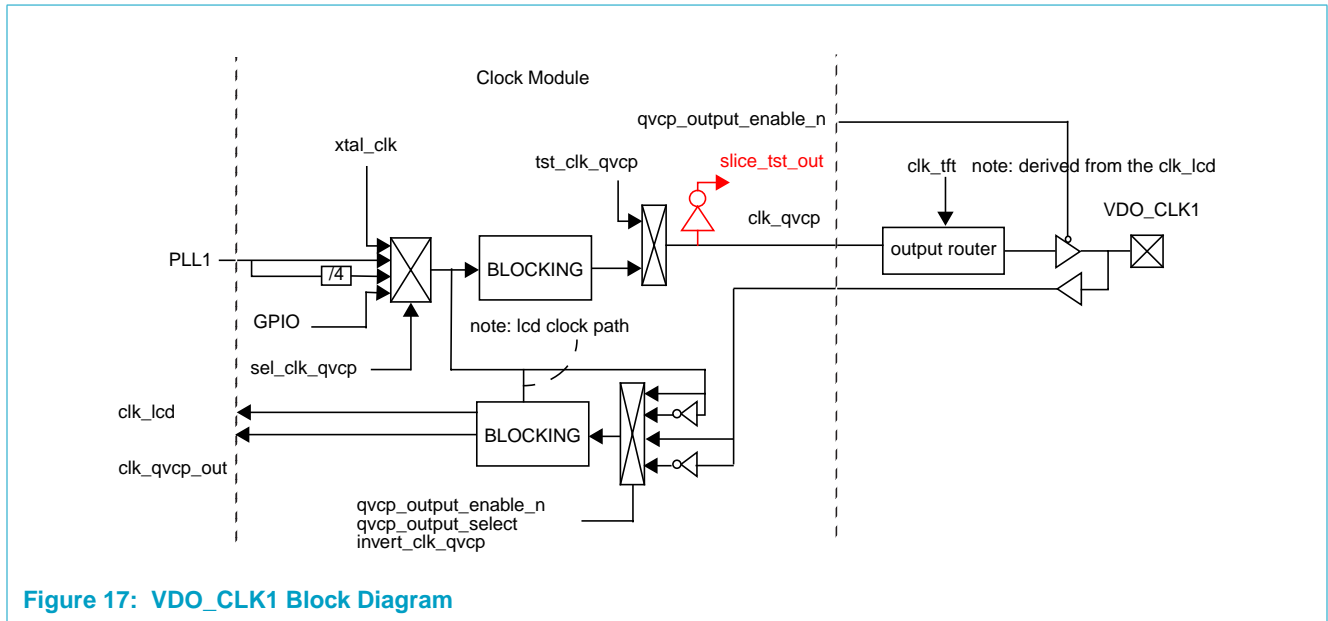 Clock Module
qvcp_output_enable_n
xtal_clk
tst_clk_qvcp
slice_tst_out
clk_tft note: derived from the clk_lcd
clk_qvcp
VDO_CLK1
PLL1
/4
BLOCKING
output router
GPIO
note: lcd clock path
sel_clk_qvcp
clk_lcd
BLOCKING
clk_qvcp_out
qvcp_output_enable_n
qvcp_output_select
invert_clk_qvcp
Figure 17: VDO_CLK1 Block Diagram